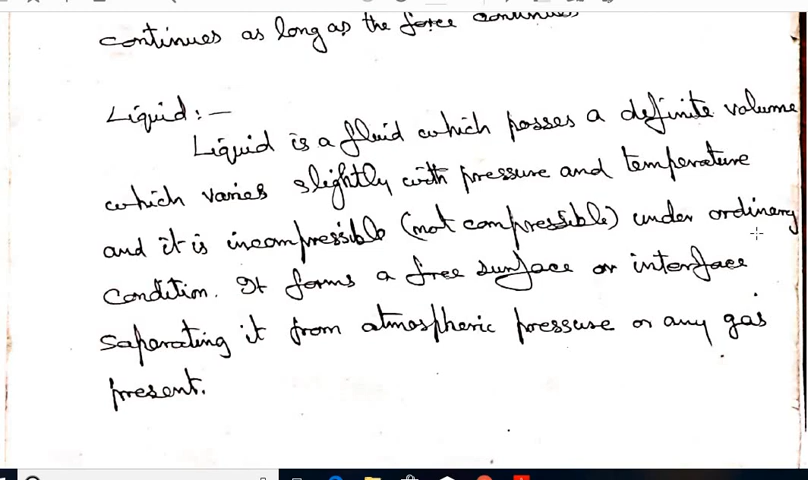 continues as long as the force continues
Liquid:-
Liquid is a fluid which posses a definite volume
which varies slightly with pressure and temperature
and it is incompressible (not compressible) under ordinary
condition. It forms a free surface or interface
saparating it from atmospheric pressure or any gas
present.